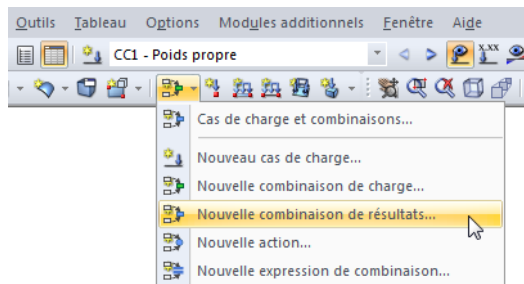 Outils Tableau Options Modules additionnels Fenêtre Aide
CC1 - Poids propre
x.xx
Cas de charge et combinaisons...
Nouveau cas de charge...
Nouvelle combinaison de charge...
Nouvelle combinaison de résultats...
Nouvelle action...
Nouvelle expression de combinaison...